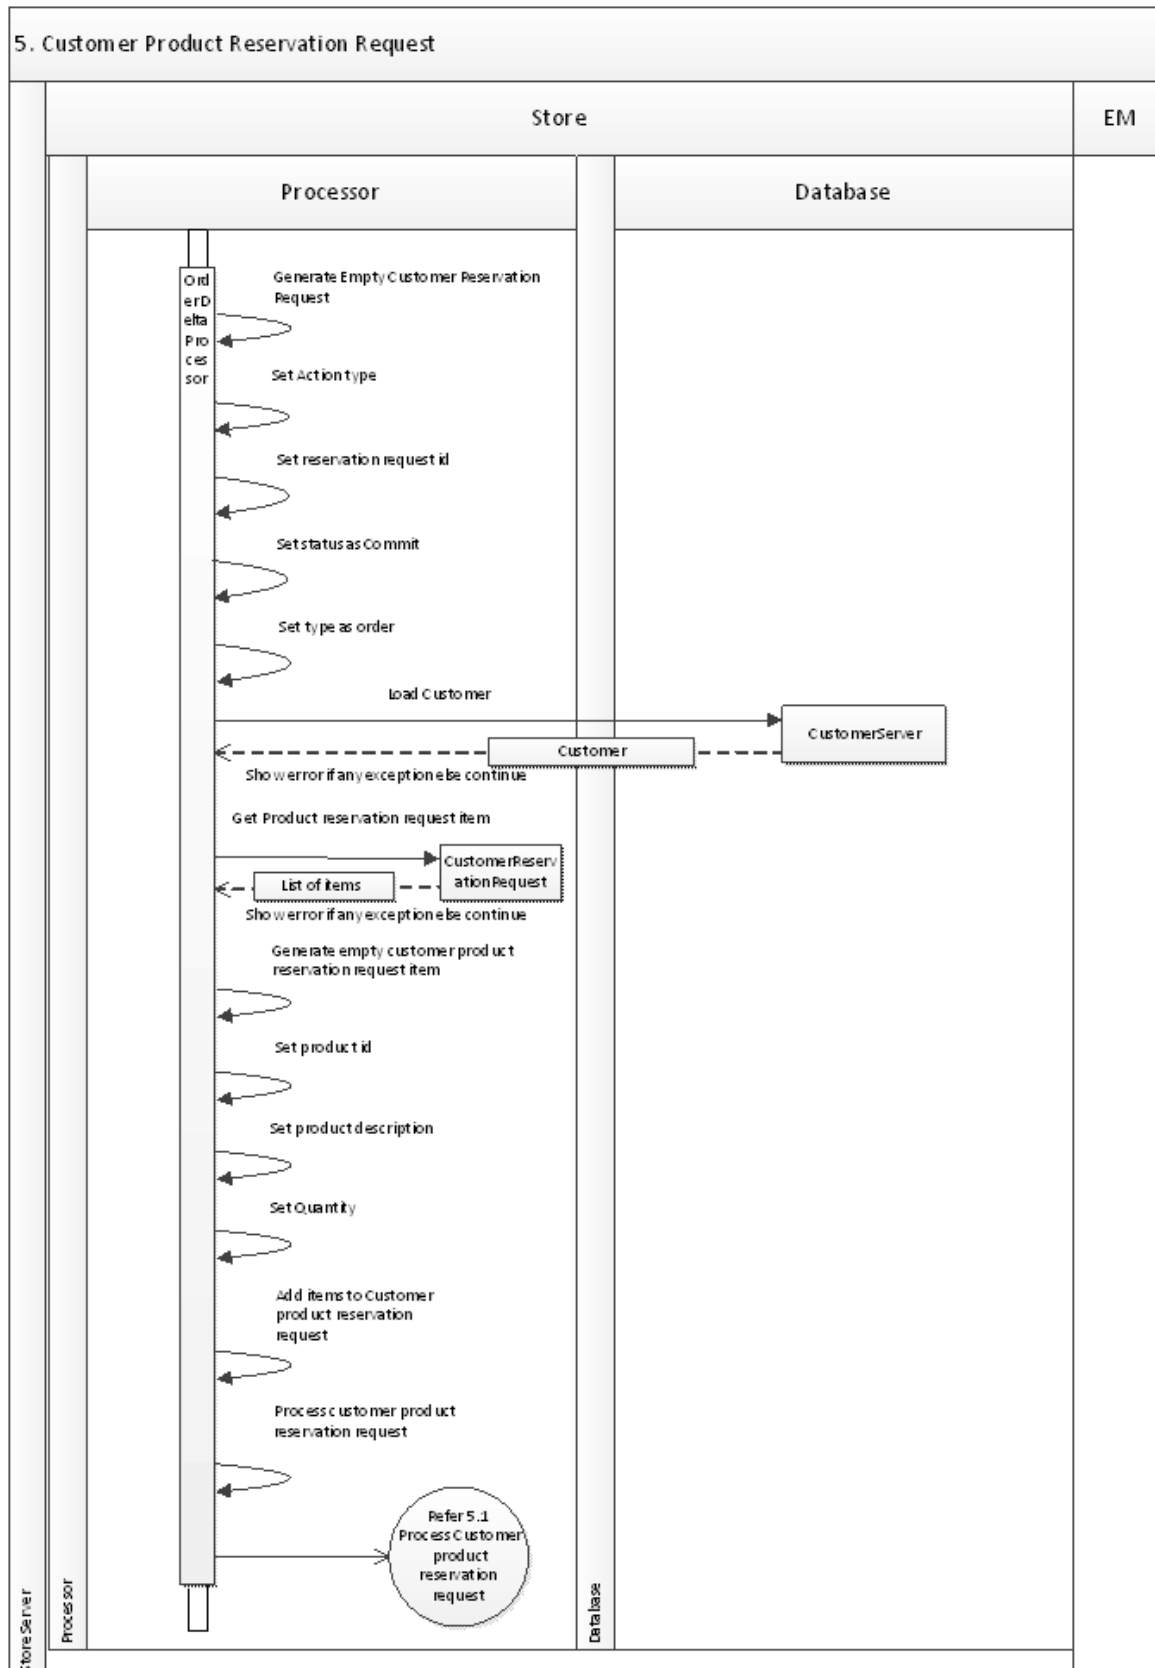 5. Customer Product Reservation Request
Store
EM
Processor
Database
Ord
erD
elta
Pro
ces
sor
Generate Empty Customer Reservation
Request
Set Action type
Set reservation request id
Set status as Commit
Set type as order
Load Customer
CustomerServer
Customer
Show error if any exception else continue
Get Product reservation request item
CustomerReserv
ationRequest
List of items
Show error if any exception else continue
Generate empty customer product
reservation request item
Set product id
Set product description
Set Quantity
Add items to Customer
product reservation
request
Process customer product
reservation request
Refer 5.1
Process Customer
product
reservation
request
StoreServer
Processor
Database